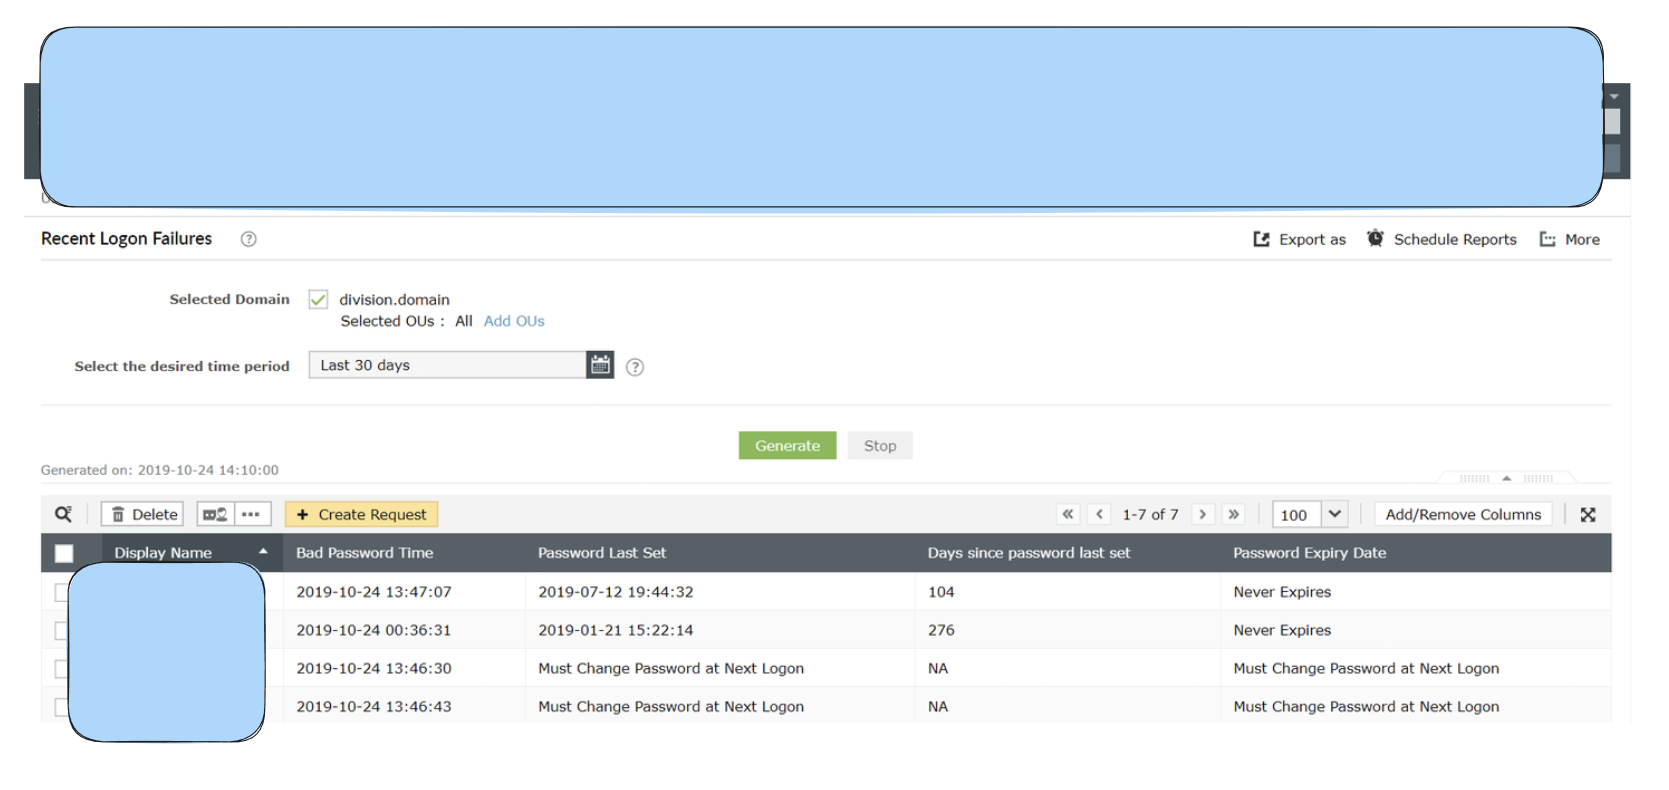 Recent Logon Failures
Export as Schedule Reports More
Selected Domain division.domain
Selected OUs : All Add OUs
Select the desired time period Last 30 days
Generate Stop
Generated on: 2019-10-24 14:10:00
Delete + Create Request 1-7 of 7 100 Add/Remove Columns
Display Name Bad Password Time Password Last Set Days since password last set Password Expiry Date
2019-10-24 13:47:07 2019-07-12 19:44:32 104 Never Expires
2019-10-24 00:36:31 2019-01-21 15:22:14 276 Never Expires
2019-10-24 13:46:30 Must Change Password at Next Logon NA Must Change Password at Next Logon
2019-10-24 13:46:43 Must Change Password at Next Logon NA Must Change Password at Next Logon